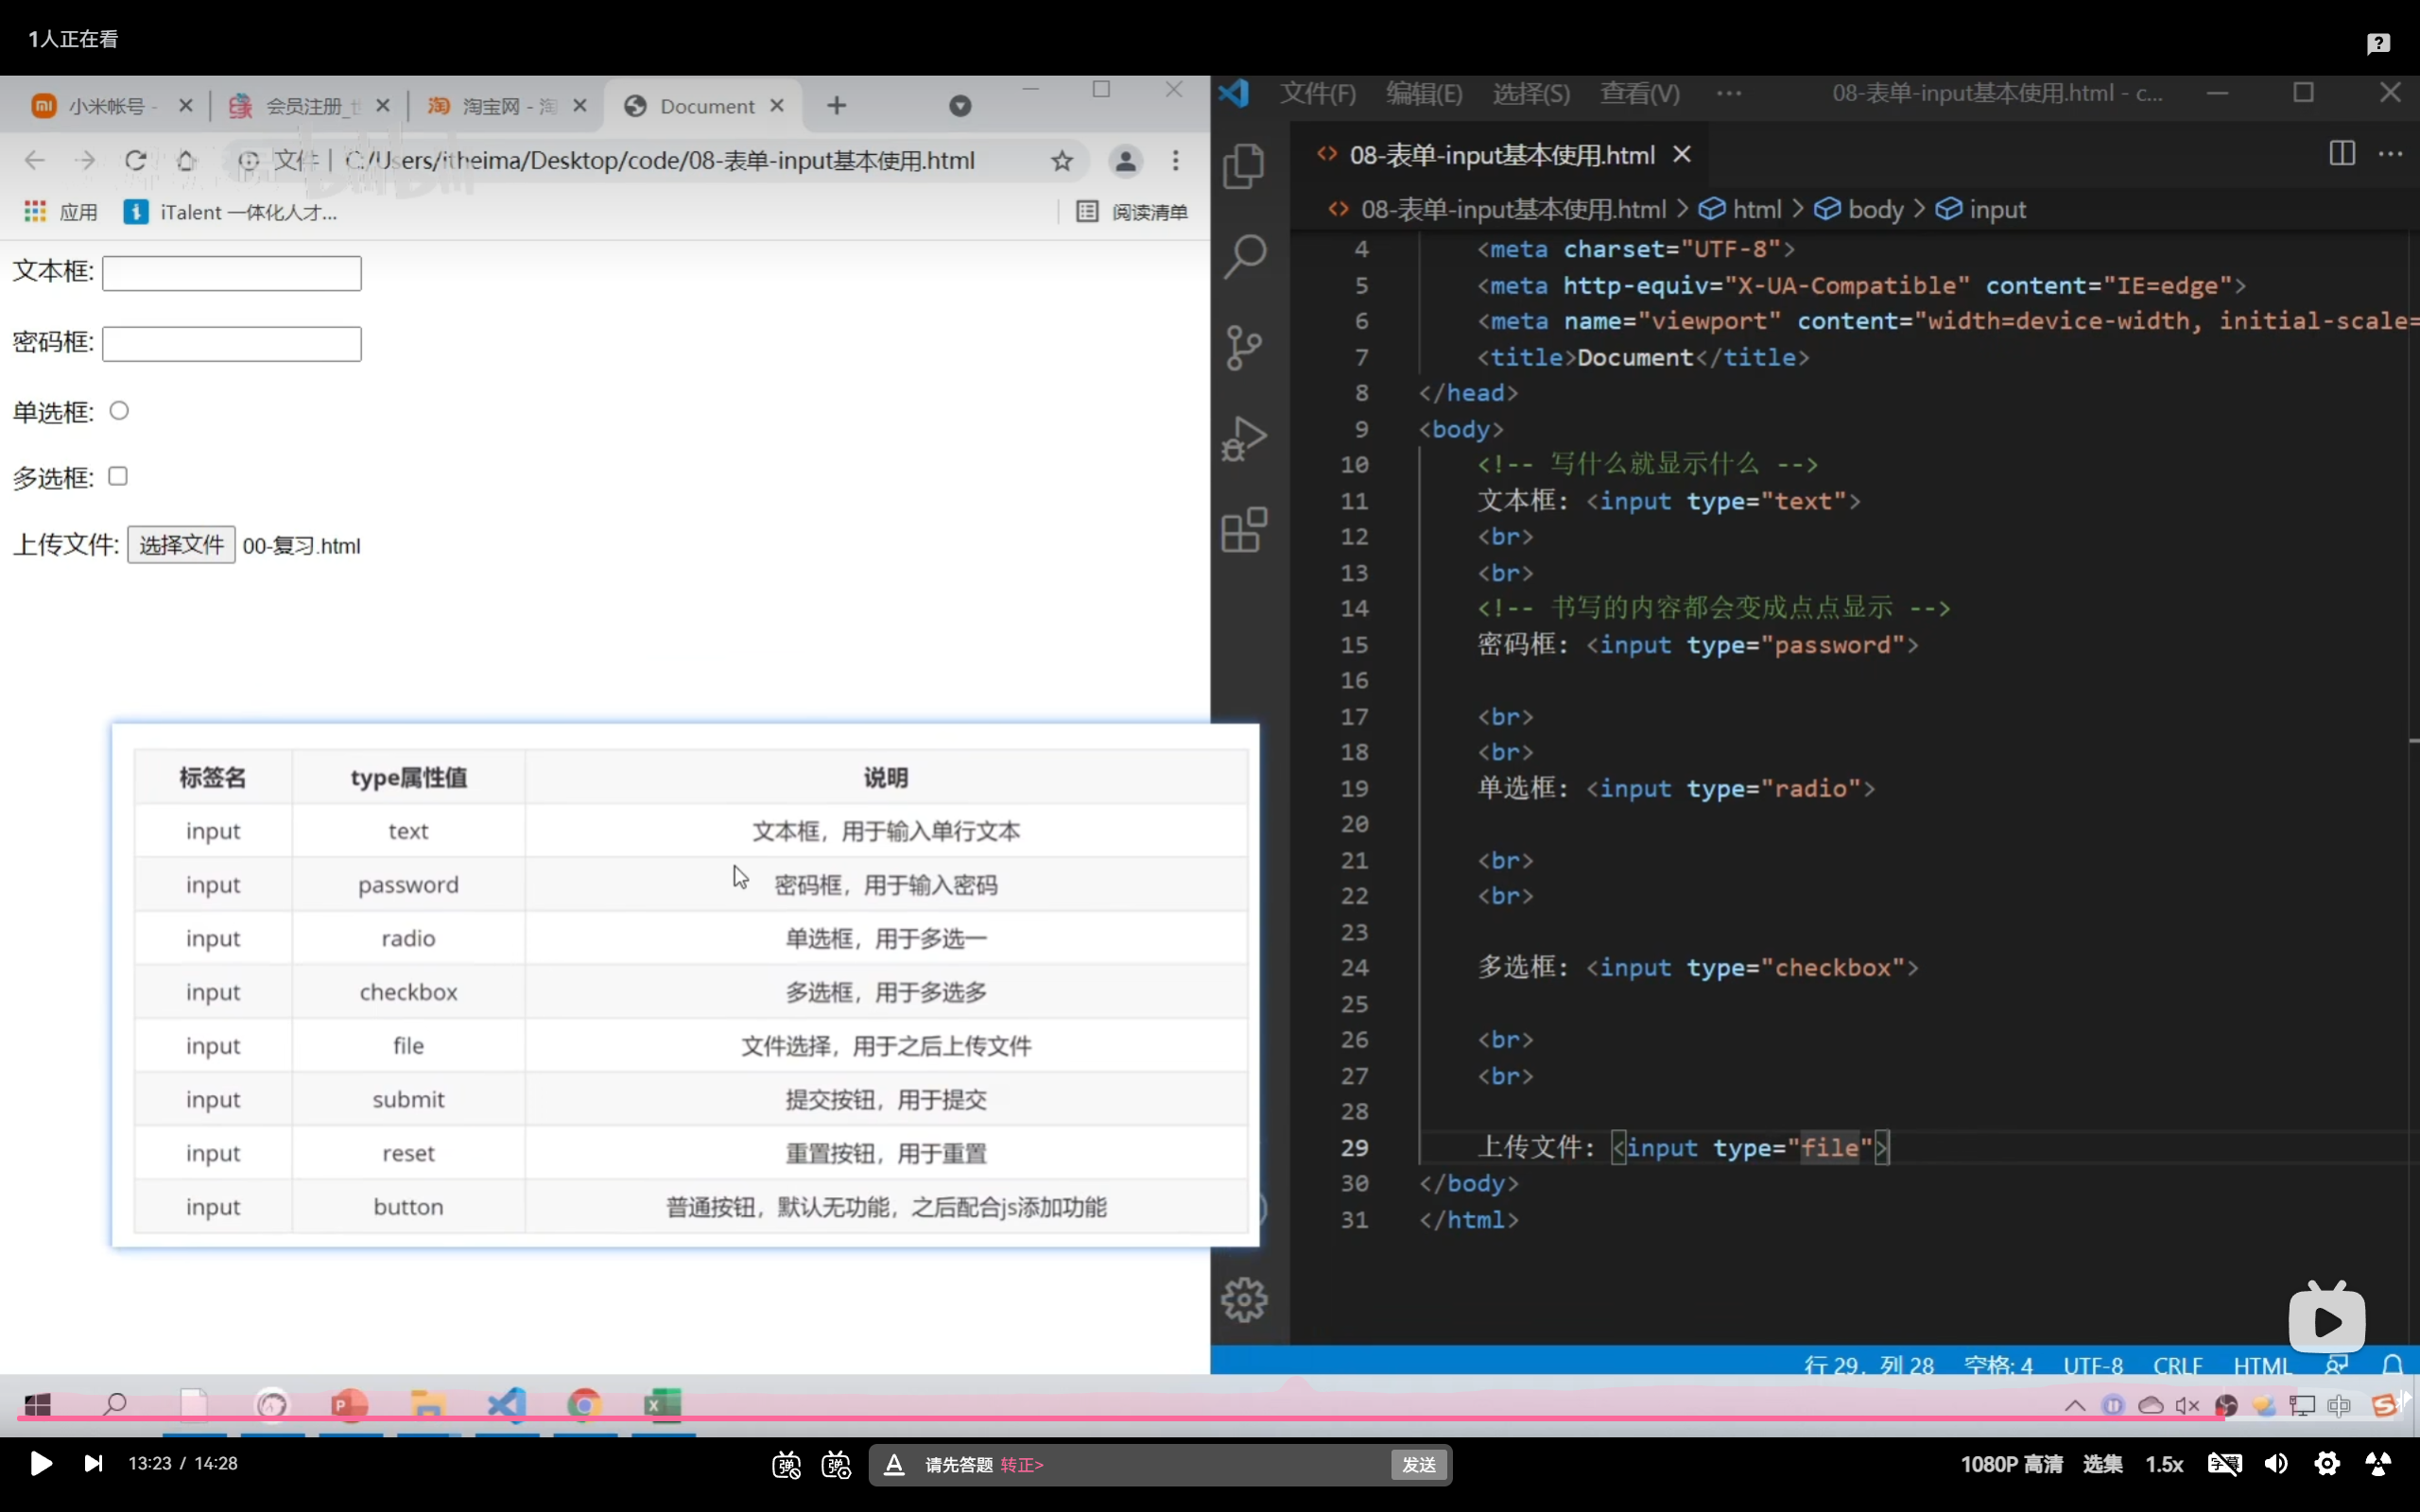 1人正在看
小米帐号 -
会员注册_世
淘宝网 - 淘
Document
文件(F) 编辑(E) 选择(S) 查看(V) ···
08-表单-input基本使用.html - c...
文件 | C:/Users/itheima/Desktop/code/08-表单-input基本使用.html
08-表单-input基本使用.html
应用
iTalent 一体化人才...
阅读清单
08-表单-input基本使用.html > html > body > input
文本框:
密码框:
单选框:
多选框:
上传文件: 选择文件 00-复习.html
标签名 type属性值 说明
input text 文本框，用于输入单行文本
input password 密码框，用于输入密码
input radio 单选框，用于多选一
input checkbox 多选框，用于多选多
input file 文件选择，用于之后上传文件
input submit 提交按钮，用于提交
input reset 重置按钮，用于重置
input button 普通按钮，默认无功能，之后配合js添加功能
4 <meta charset="UTF-8">
5 <meta http-equiv="X-UA-Compatible" content="IE=edge">
6 <meta name="viewport" content="width=device-width, initial-scale=
7 <title>Document</title>
8 </head>
9 <body>
10 <!-- 写什么就显示什么 -->
11 文本框: <input type="text">
12 <br>
13 <br>
14 <!-- 书写的内容都会变成点点显示 -->
15 密码框: <input type="password">
16
17 <br>
18 <br>
19 单选框: <input type="radio">
20
21 <br>
22 <br>
23
24 多选框: <input type="checkbox">
25
26 <br>
27 <br>
28
29 上传文件: <input type="file">
30 </body>
31 </html>
行 29，列 28 空格: 4 UTF-8 CRLF HTML
中
13:23 / 14:28
弹 弹
请先答题 转正>
发送
1080P 高清 选集 1.5x 字幕